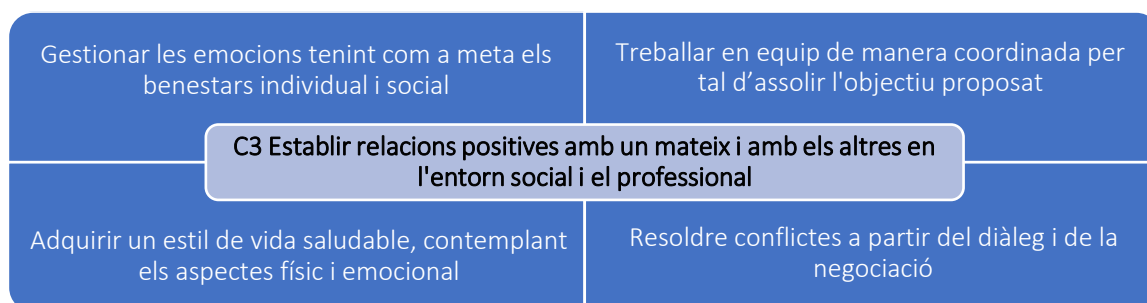 Gestionar les emocions tenint com a meta els
benestars individual i social
Treballar en equip de manera coordinada per
tal d’assolir l'objectiu proposat
C3 Establir relacions positives amb un mateix i amb els altres en
l'entorn social i el professional
Adquirir un estil de vida saludable, contemplant
els aspectes físic i emocional
Resoldre conflictes a partir del diàleg i de la
negociació